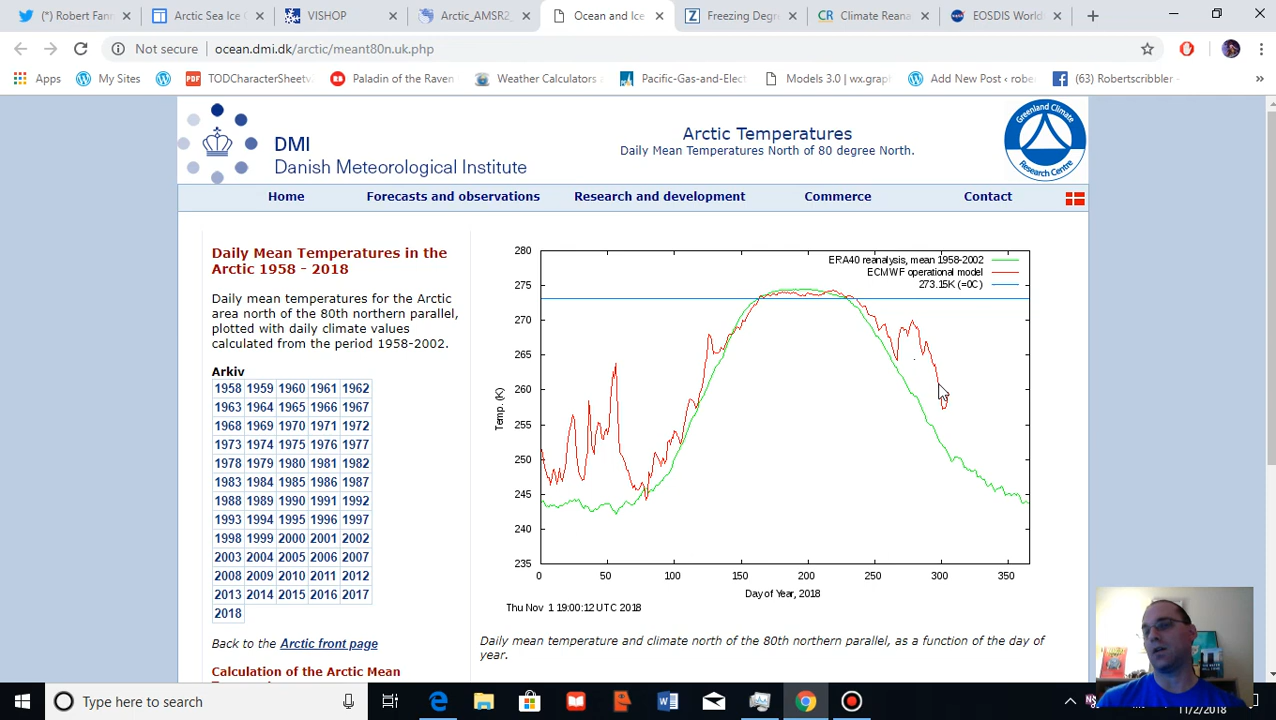 (*) Robert Fann
Arctic Sea Ice
VISHOP
Arctic_AMSR2_
Ocean and Ice
Freezing Degr
Climate Reana
EOSDIS World
Not secure
ocean.dmi.dk/arctic/meant80n.uk.php
Apps
My Sites
TODCharacterSheetv
Paladin of the Raven
Weather Calculators
Pacific-Gas-and-Elect
Models 3.0 | wx.graph
Add New Post ‹ robe
(63) Robertscribbler -
»
DMI
Danish Meteorological Institute
Arctic Temperatures
Daily Mean Temperatures North of 80 degree North.
Greenland Climate
Research Centre
Home
Forecasts and observations
Research and development
Commerce
Contact
Daily Mean Temperatures in the
Arctic 1958 - 2018
Daily mean temperatures for the Arctic
area north of the 80th northern parallel,
plotted with daily climate values
calculated from the period 1958-2002.
Arkiv
1958 1959 1960 1961 1962
1963 1964 1965 1966 1967
1968 1969 1970 1971 1972
1973 1974 1975 1976 1977
1978 1979 1980 1981 1982
1983 1984 1985 1986 1987
1988 1989 1990 1991 1992
1993 1994 1995 1996 1997
1998 1999 2000 2001 2002
2003 2004 2005 2006 2007
2008 2009 2010 2011 2012
2013 2014 2015 2016 2017
2018
Back to the Arctic front page
Calculation of the Arctic Mean
ERA40 reanalysis, mean 1958-2002
ECMWF operational model
273.15K (=0C)
280
275
270
265
260
255
250
245
240
235
Temp. (K)
0 50 100 150 200 250 300 350
Day of Year, 2018
Thu Nov 1 19:00:12 UTC 2018
Daily mean temperature and climate north of the 80th northern parallel, as a function of the day of
year.
Type here to search
11/2/2018